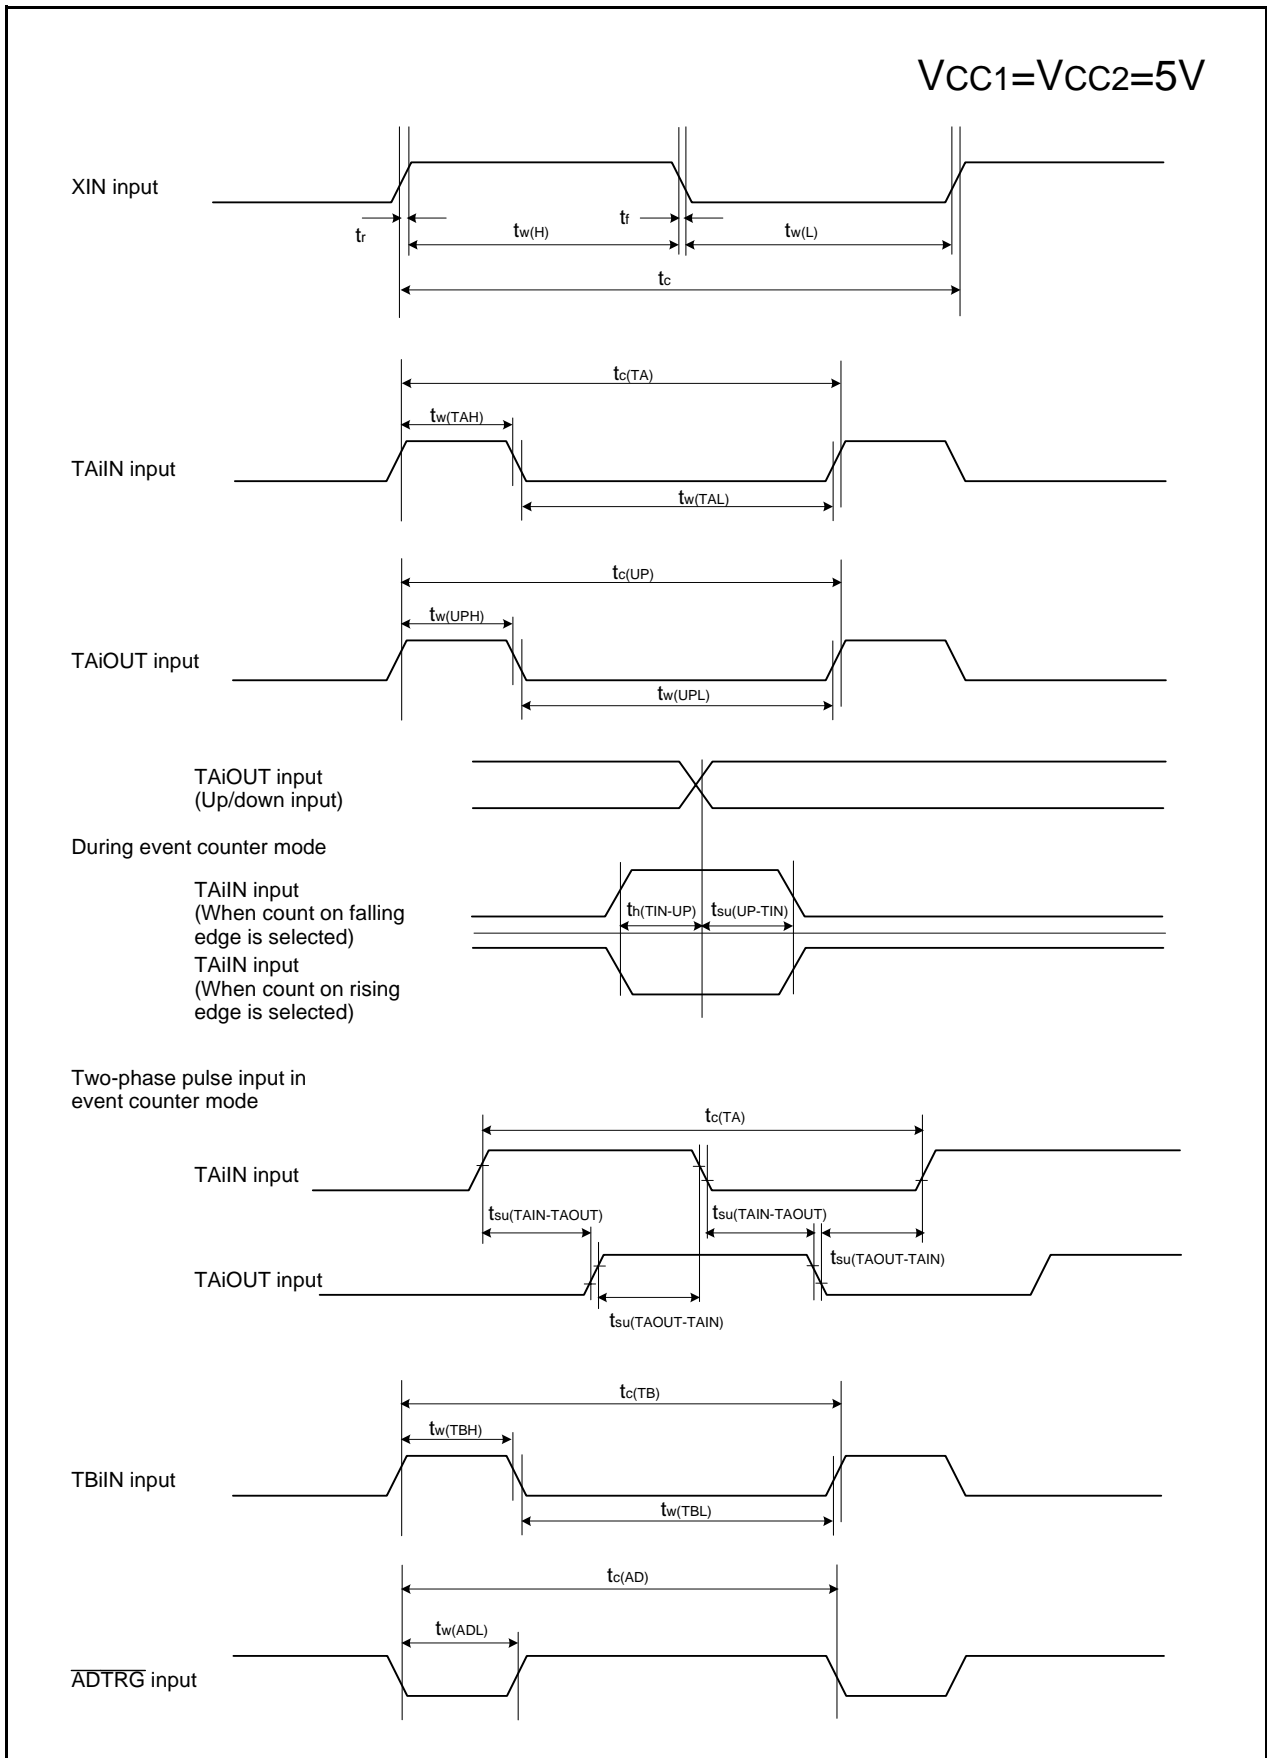 VCC1=VCC2=5V
XIN input
tr
tw(H)
tf
tw(L)
tc
tc(TA)
tw(TAH)
TAiIN input
tw(TAL)
tc(UP)
tw(UPH)
TAiOUT input
tw(UPL)
TAiOUT input
(Up/down input)
During event counter mode
TAiIN input
(When count on falling
edge is selected)
th(TIN-UP)
tsu(UP-TIN)
TAiIN input
(When count on rising
edge is selected)
Two-phase pulse input in
event counter mode
tc(TA)
TAiIN input
tsu(TAIN-TAOUT)
tsu(TAIN-TAOUT)
tsu(TAOUT-TAIN)
TAiOUT input
tsu(TAOUT-TAIN)
tc(TB)
tw(TBH)
TBiIN input
tw(TBL)
tc(AD)
tw(ADL)
ADTRG input